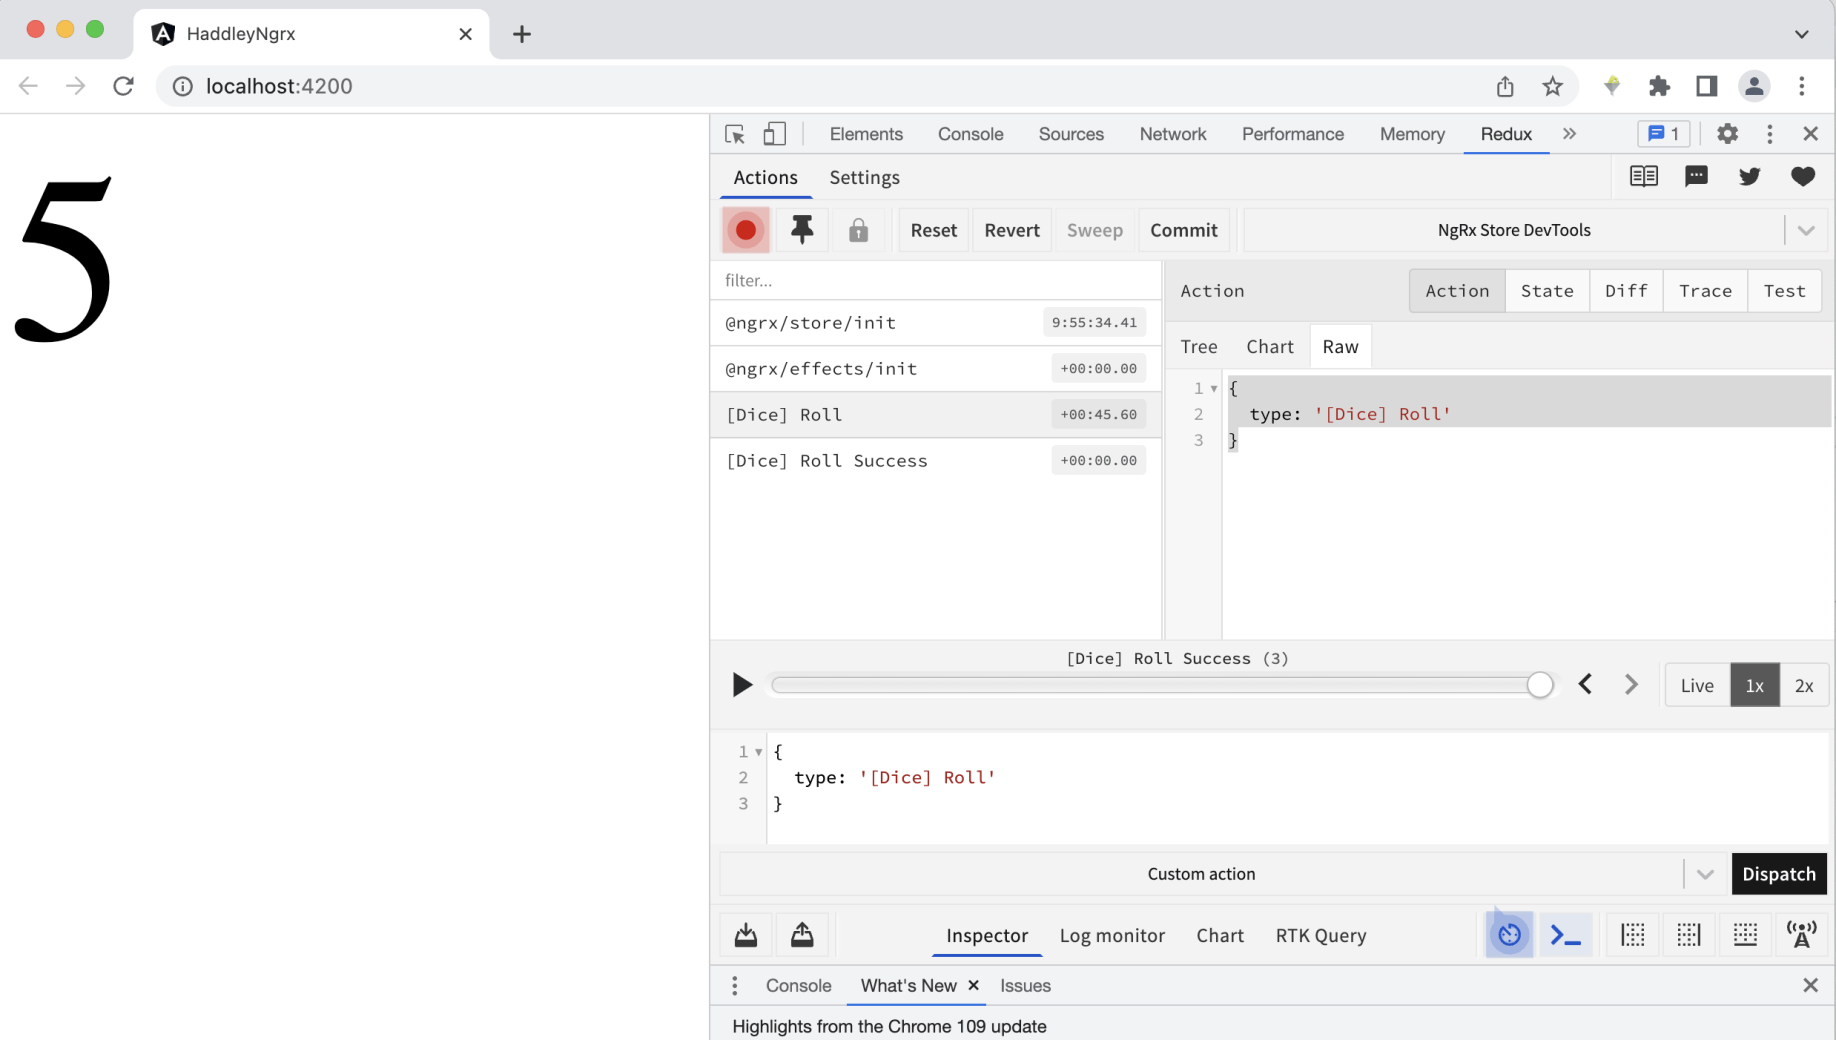 HaddleyNgrx
localhost:4200
5
Elements Console Sources Network Performance Memory Redux 1
Actions Settings
Reset Revert Sweep Commit NgRx Store DevTools
filter...
@ngrx/store/init 9:55:34.41
@ngrx/effects/init +00:00.00
[Dice] Roll +00:45.60
[Dice] Roll Success +00:00.00
Action Action State Diff Trace Test
Tree Chart Raw
1 {
2 type: '[Dice] Roll'
3 }
[Dice] Roll Success (3)
Live 1x 2x
1 {
2 type: '[Dice] Roll'
3 }
Custom action Dispatch
Inspector Log monitor Chart RTK Query
Console What's New Issues
Highlights from the Chrome 109 update